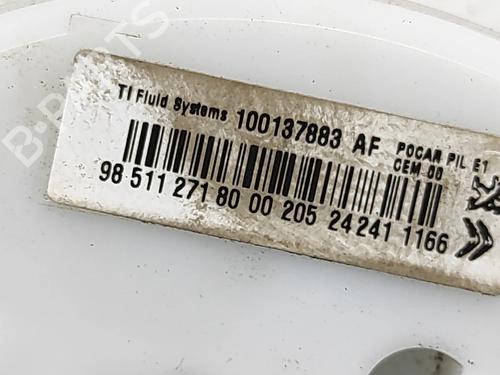 TI Fluid Systems 100137883 AF POCAR PIL E1
CEM 00
98 511 271 80 00 205 24 241 1166
B-PARTS